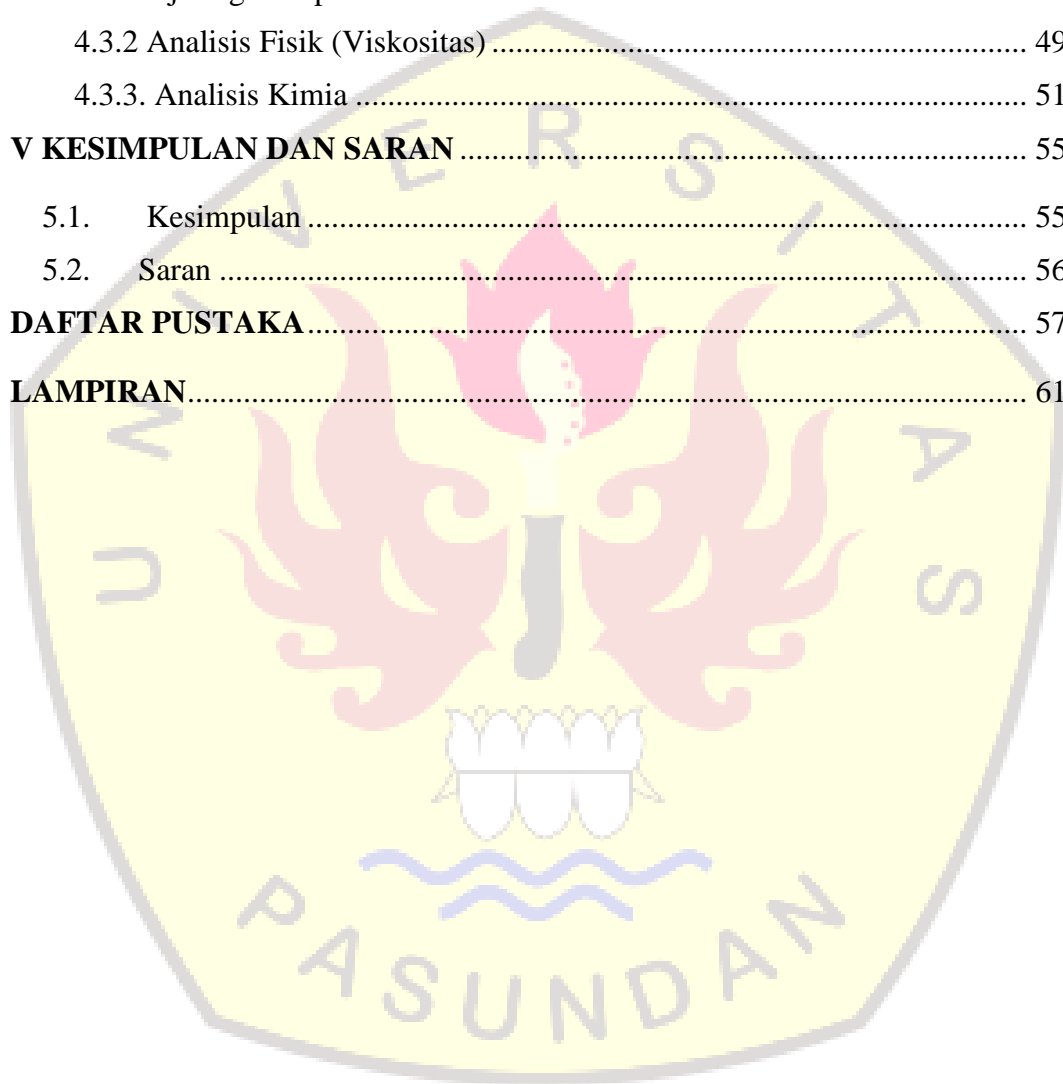 4.3.2 Analisis Fisik (Viskositas) ........ 49
4.3.3. Analisis Kimia ........ 51
V KESIMPULAN DAN SARAN ........ 55
5.1. Kesimpulan ........ 55
5.2. Saran ........ 56
DAFTAR PUSTAKA ........ 57
LAMPIRAN ........ 61
UNIVERSITAS
PASUNDAN